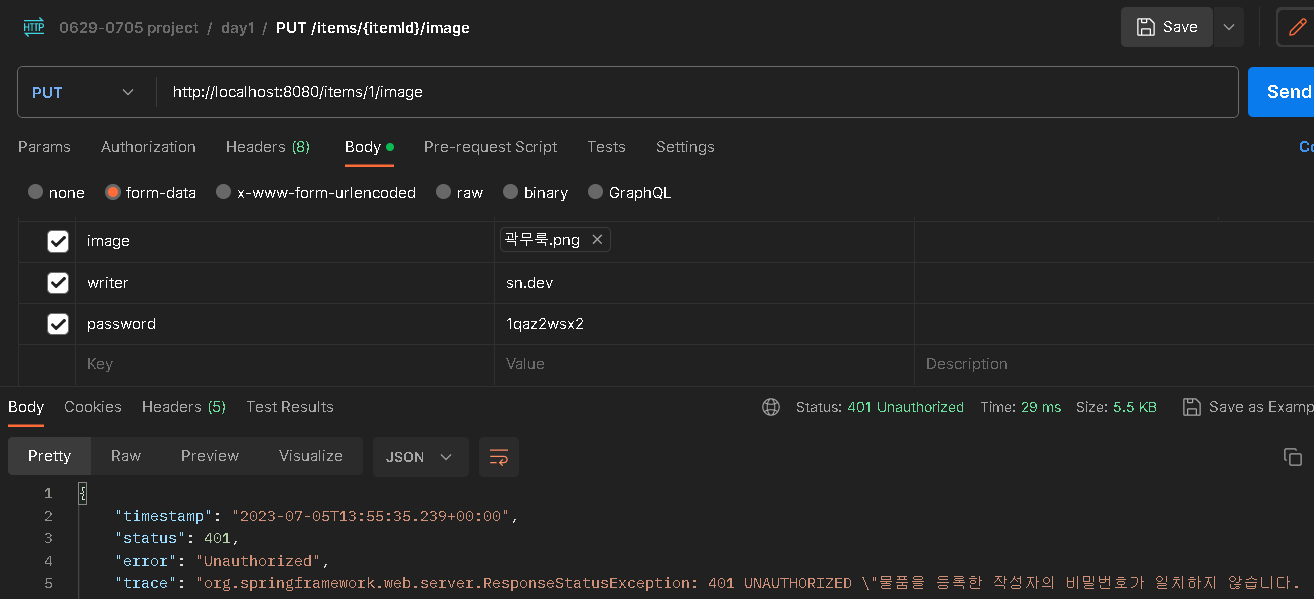 HTTP 0629-0705 project / day1 / PUT /items/{itemId}/image Save
PUT http://localhost:8080/items/1/image Send
Params Authorization Headers (8) Body Pre-request Script Tests Settings Co
none form-data x-www-form-urlencoded raw binary GraphQL
image 곽무룩.png
writer sn.dev
password 1qaz2wsx2
Key Value Description
Body Cookies Headers (5) Test Results Status: 401 Unauthorized Time: 29 ms Size: 5.5 KB Save as Examp
Pretty Raw Preview Visualize JSON
1 {
2 "timestamp": "2023-07-05T13:55:35.239+00:00",
3 "status": 401,
4 "error": "Unauthorized",
5 "trace": "org.springframework.web.server.ResponseStatusException: 401 UNAUTHORIZED \"물품을 등록한 작성자의 비밀번호가 일치하지 않습니다.